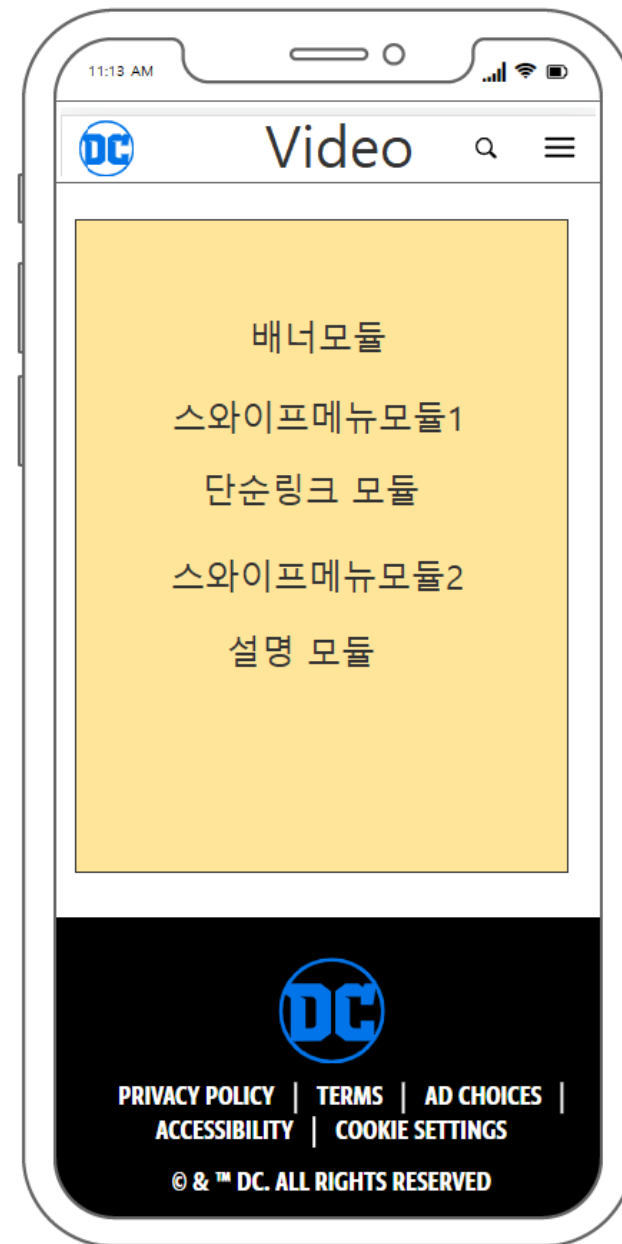 11:13 AM
DC Video
배너모듈
스와이프메뉴모듈1
단순링크 모듈
스와이프메뉴모듈2
설명 모듈
DC
PRIVACY POLICY | TERMS | AD CHOICES |
ACCESSIBILITY | COOKIE SETTINGS
© & ™ DC. ALL RIGHTS RESERVED